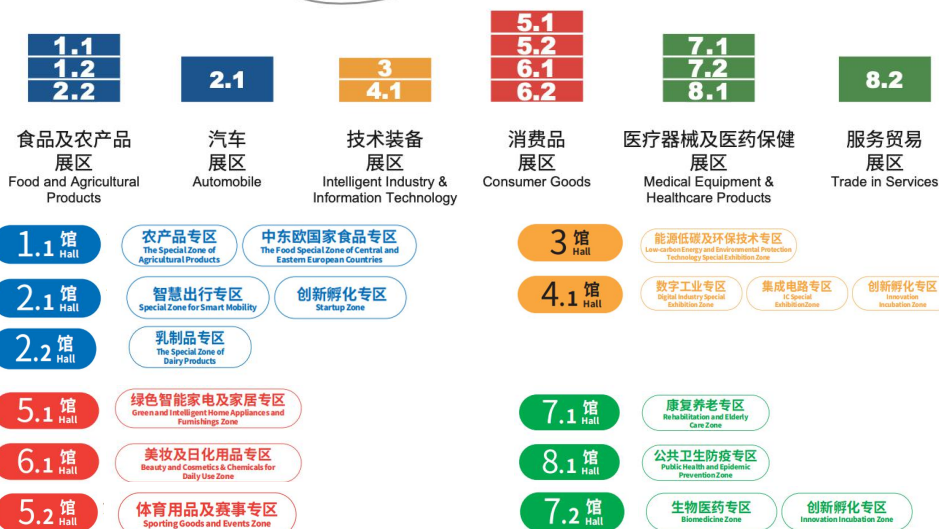 1.1
1.2
2.2
2.1
3
4.1
5.1
5.2
6.1
6.2
7.1
7.2
8.1
8.2
食品及农产品
展区
Food and Agricultural
Products
汽车
展区
Automobile
技术装备
展区
Intelligent Industry &
Information Technology
消费品
展区
Consumer Goods
医疗器械及医药保健
展区
Medical Equipment &
Healthcare Products
服务贸易
展区
Trade in Services
1.1 馆
Hall
农产品专区
The Special Zone of
Agricultural Products
中东欧国家食品专区
The Food Special Zone of Central and
Eastern European Countries
3 馆
Hall
能源低碳及环保技术专区
Low-carbon Energy and Environmental Protection
Technology Special Exhibition Zone
2.1 馆
Hall
智慧出行专区
Special Zone for Smart Mobility
创新孵化专区
Startup Zone
4.1 馆
Hall
数字工业专区
Digital Industry Special
Exhibition Zone
集成电路专区
IC Special
ExhibitionZone
创新孵化专区
Innovation
Incubation Zone
2.2 馆
Hall
乳制品专区
The Special Zone of
Dairy Products
5.1 馆
Hall
绿色智能家电及家居专区
Green and Intelligent Home Appliances and
Furnishings Zone
7.1 馆
Hall
康复养老专区
Rehabilitation and Elderly
Care Zone
6.1 馆
Hall
美妆及日化用品专区
Beauty and Cosmetics & Chemicals for
Daily Use Zone
8.1 馆
Hall
公共卫生防疫专区
Public Health and Epidemic
Prevention Zone
5.2 馆
Hall
体育用品及赛事专区
Sporting Goods and Events Zone
7.2 馆
Hall
生物医药专区
Biomedicine Zone
创新孵化专区
Innovation Incubation Zone